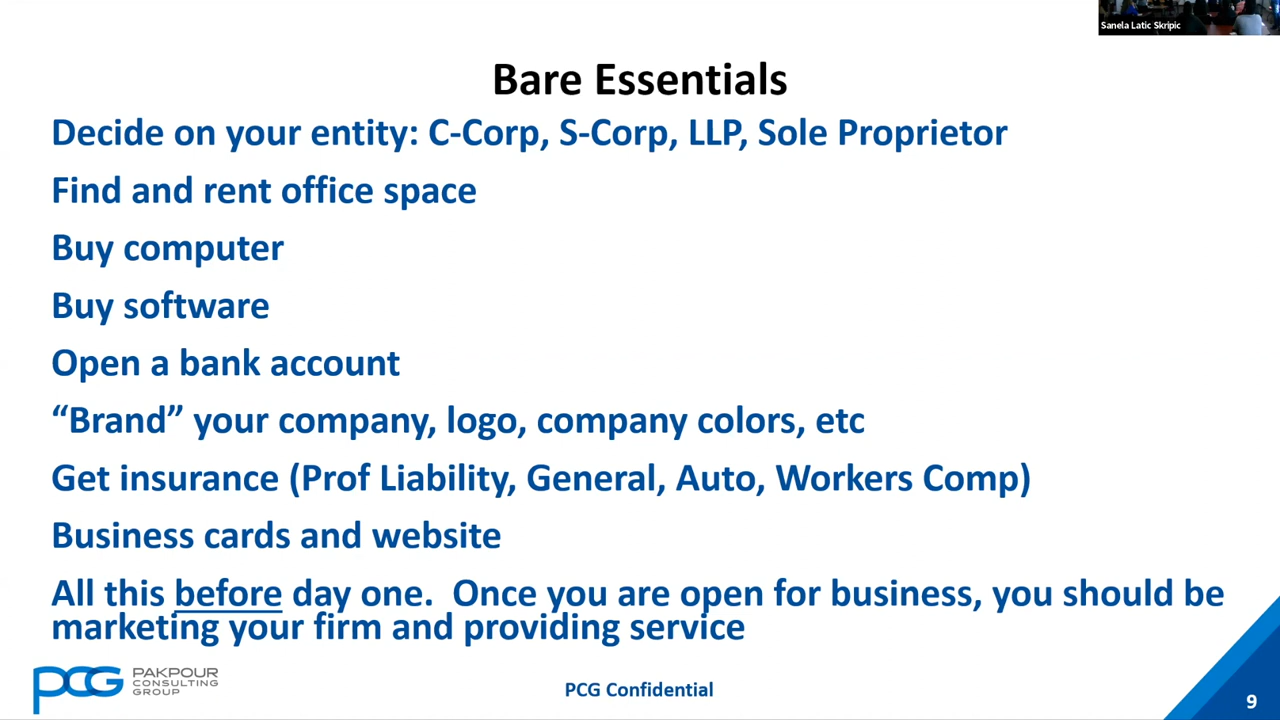 Sanela Latic Skripic
Bare Essentials
Decide on your entity: C-Corp, S-Corp, LLP, Sole Proprietor
Find and rent office space
Buy computer
Buy software
Open a bank account
“Brand” your company, logo, company colors, etc
Get insurance (Prof Liability, General, Auto, Workers Comp)
Business cards and website
All this before day one.  Once you are open for business, you should be
marketing your firm and providing service
PCG
PAKPOUR
CONSULTING
GROUP
PCG Confidential
9